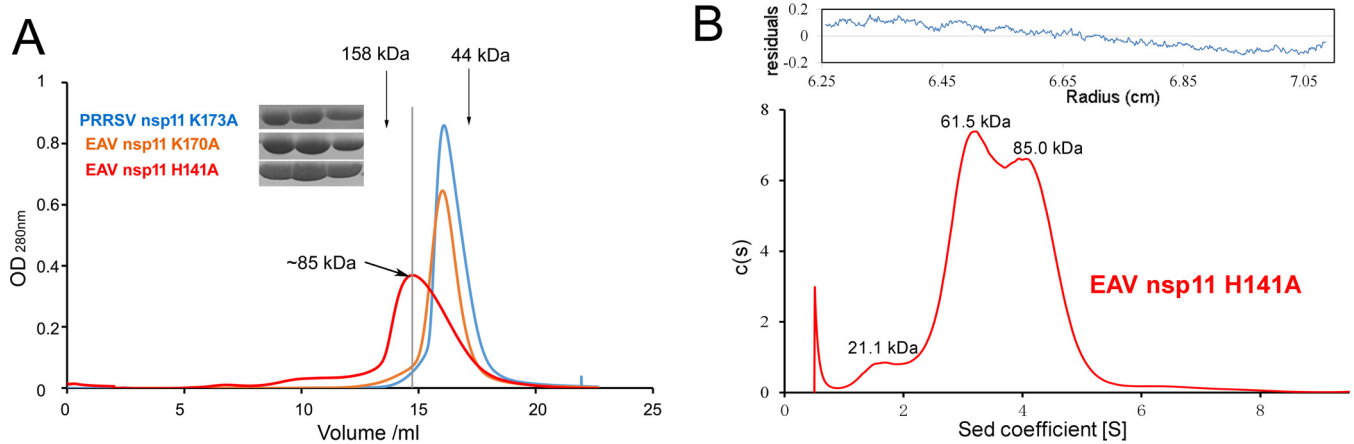 A
158 kDa
44 kDa
PRRSV nsp11 K173A
EAV nsp11 K170A
EAV nsp11 H141A
~85 kDa
OD 280nm
1
0.8
0.6
0.4
0.2
0
0 5 10 15 20 25
Volume /ml
B
residuals
0.2
0
-0.2
6.25 6.45 6.65 6.85 7.05
Radius (cm)
c(s)
8
6
4
2
0
61.5 kDa
85.0 kDa
21.1 kDa
EAV nsp11 H141A
0 2 4 6 8
Sed coefficient [S]